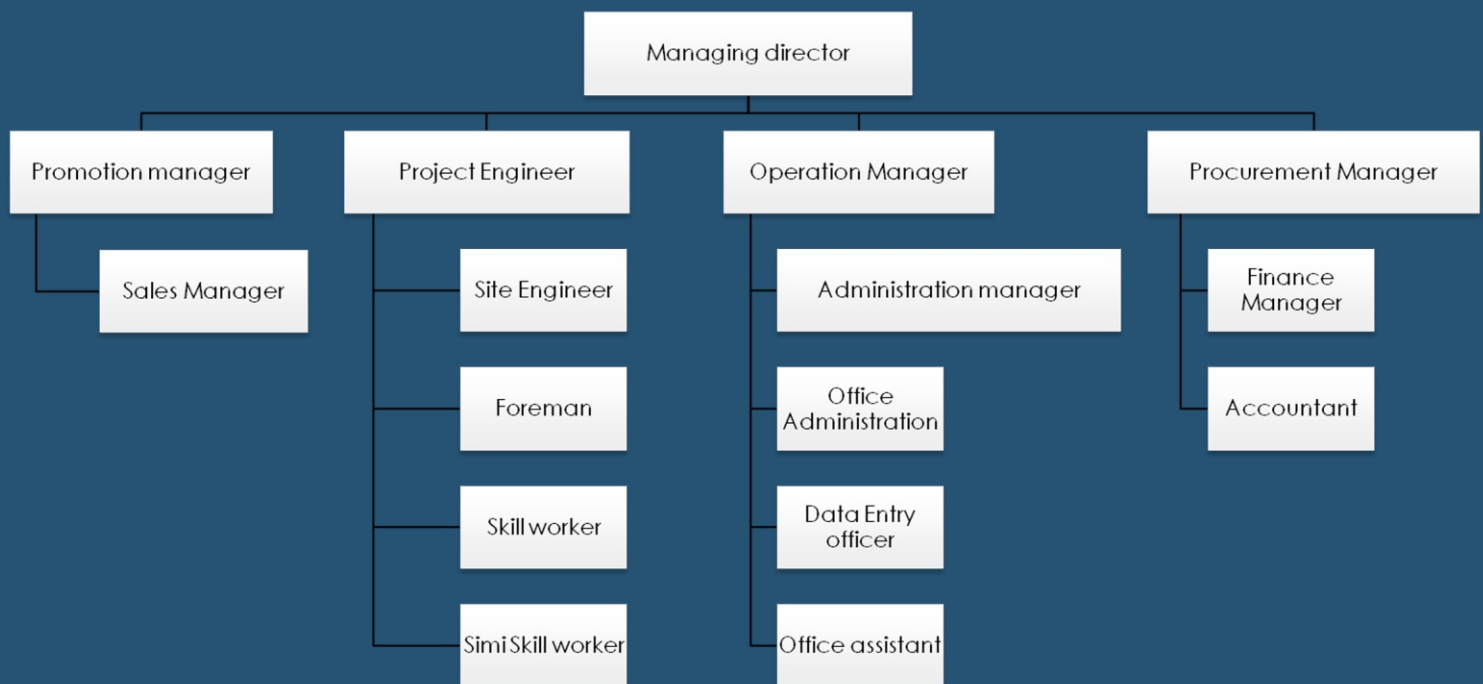 Managing director
Promotion manager
Project Engineer
Operation Manager
Procurement Manager
Sales Manager
Site Engineer
Foreman
Skill worker
Simi Skill worker
Administration manager
Office
Administration
Data Entry
officer
Office assistant
Finance
Manager
Accountant